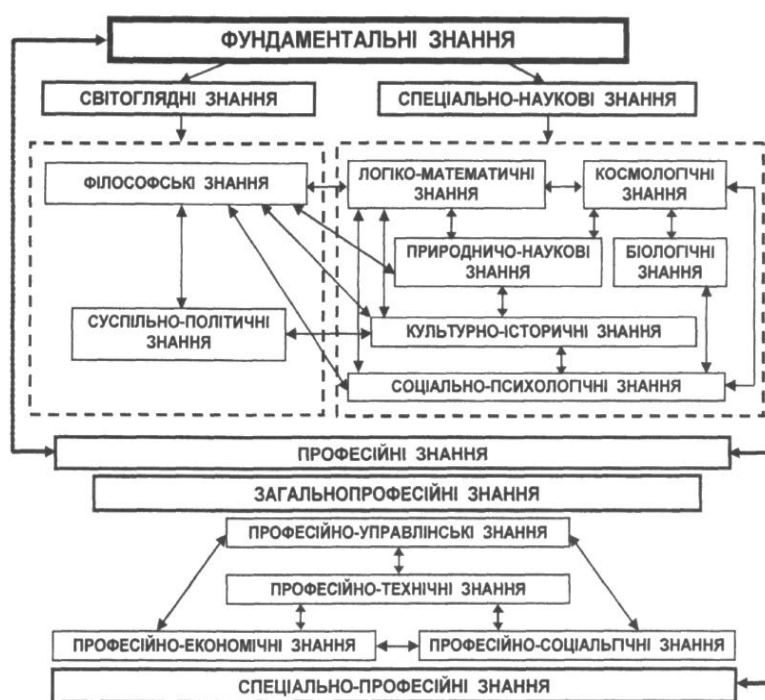 ФУНДАМЕНТАЛЬНІ ЗНАННЯ
СВІТОГЛЯДНІ ЗНАННЯ
СПЕЦІАЛЬНО-НАУКОВІ ЗНАННЯ
ФІЛОСОФСЬКІ ЗНАННЯ
ЛОГІКО-МАТЕМАТИЧНІ
ЗНАННЯ
КОСМОЛОГІЧНІ
ЗНАННЯ
ПРИРОДНИЧО-НАУКОВІ
ЗНАННЯ
БІОЛОГІЧНІ
ЗНАННЯ
СУСПІЛЬНО-ПОЛІТИЧНІ
ЗНАННЯ
КУЛЬТУРНО-ІСТОРИЧНІ ЗНАННЯ
СОЦІАЛЬНО-ПСИХОЛОГІЧНІ ЗНАННЯ
ПРОФЕСІЙНІ ЗНАННЯ
ЗАГАЛЬНОПРОФЕСІЙНІ ЗНАННЯ
ПРОФЕСІЙНО-УПРАВЛІНСЬКІ ЗНАННЯ
ПРОФЕСІЙНО-ТЕХНІЧНІ ЗНАННЯ
ПРОФЕСІЙНО-ЕКОНОМІЧНІ ЗНАННЯ
ПРОФЕСІЙНО-СОЦІАЛЬГІЧНІ ЗНАННЯ
СПЕЦІАЛЬНО-ПРОФЕСІЙНІ ЗНАННЯ